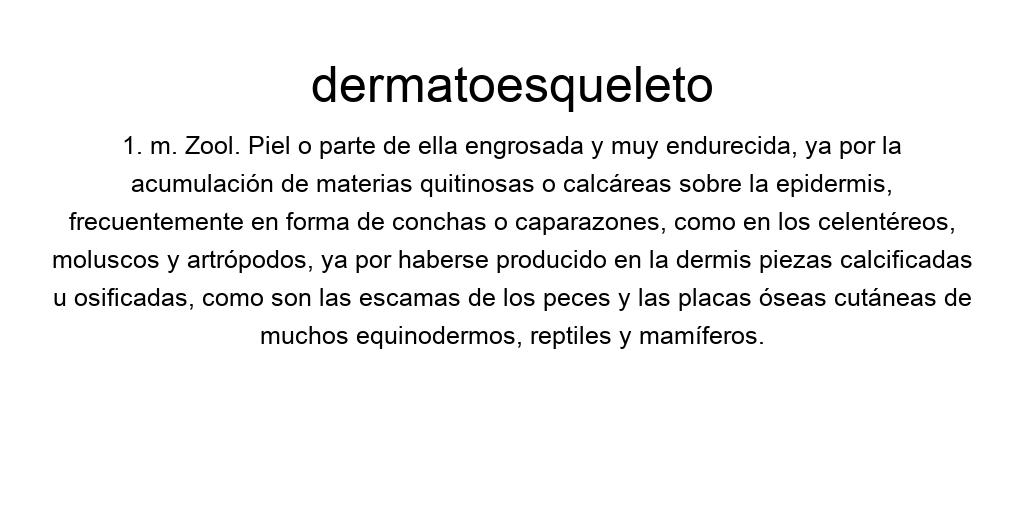 dermatoesqueleto
1. m. Zool. Piel o parte de ella engrosada y muy endurecida, ya por la
acumulación de materias quitinosas o calcáreas sobre la epidermis,
frecuentemente en forma de conchas o caparazones, como en los celentéreos,
moluscos y artrópodos, ya por haberse producido en la dermis piezas calcificadas
u osificadas, como son las escamas de los peces y las placas óseas cutáneas de
muchos equinodermos, reptiles y mamíferos.